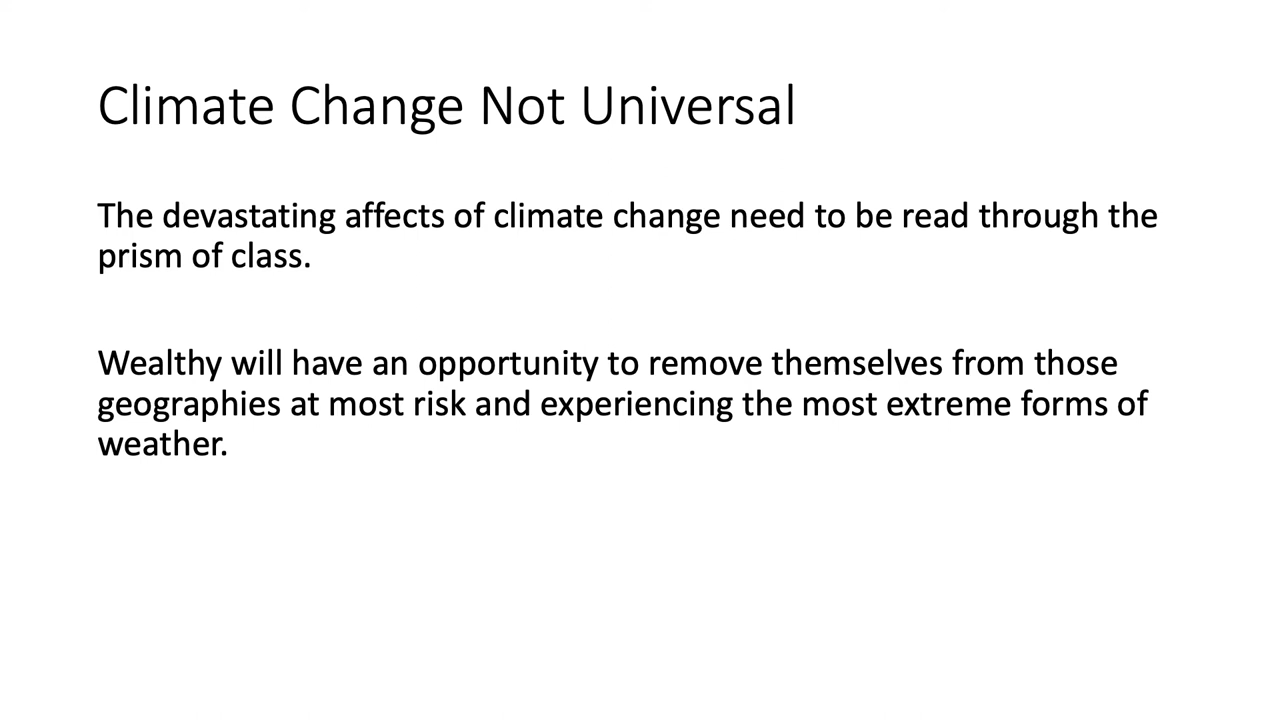 Climate Change Not Universal
The devastating affects of climate change need to be read through the
prism of class.
Wealthy will have an opportunity to remove themselves from those
geographies at most risk and experiencing the most extreme forms of
weather.